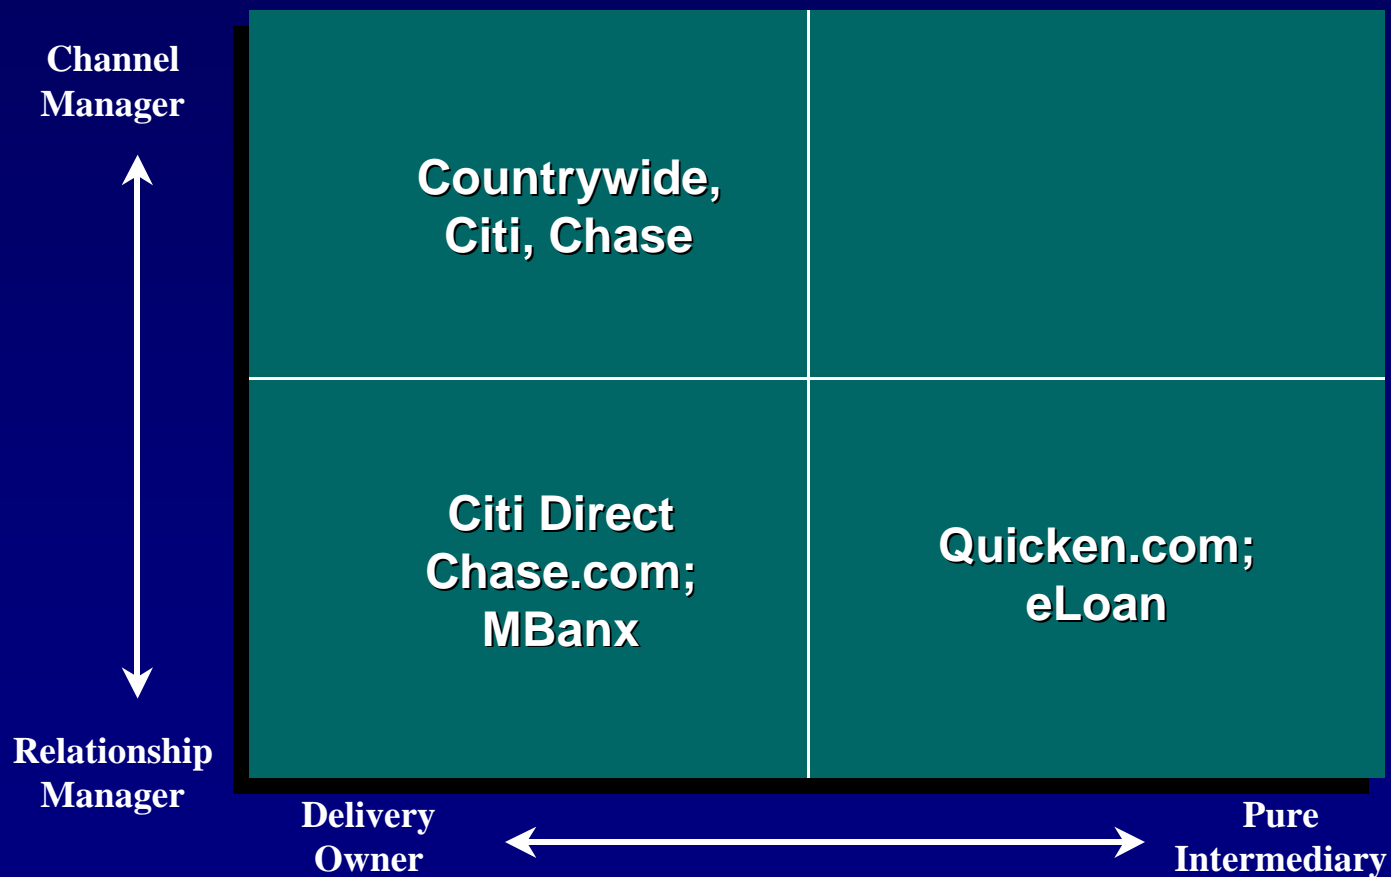 Channel
Manager
Countrywide,
Citi, Chase
Citi Direct
Chase.com;
MBanx
Quicken.com;
eLoan
Relationship
Manager
Delivery
Owner
Pure
Intermediary